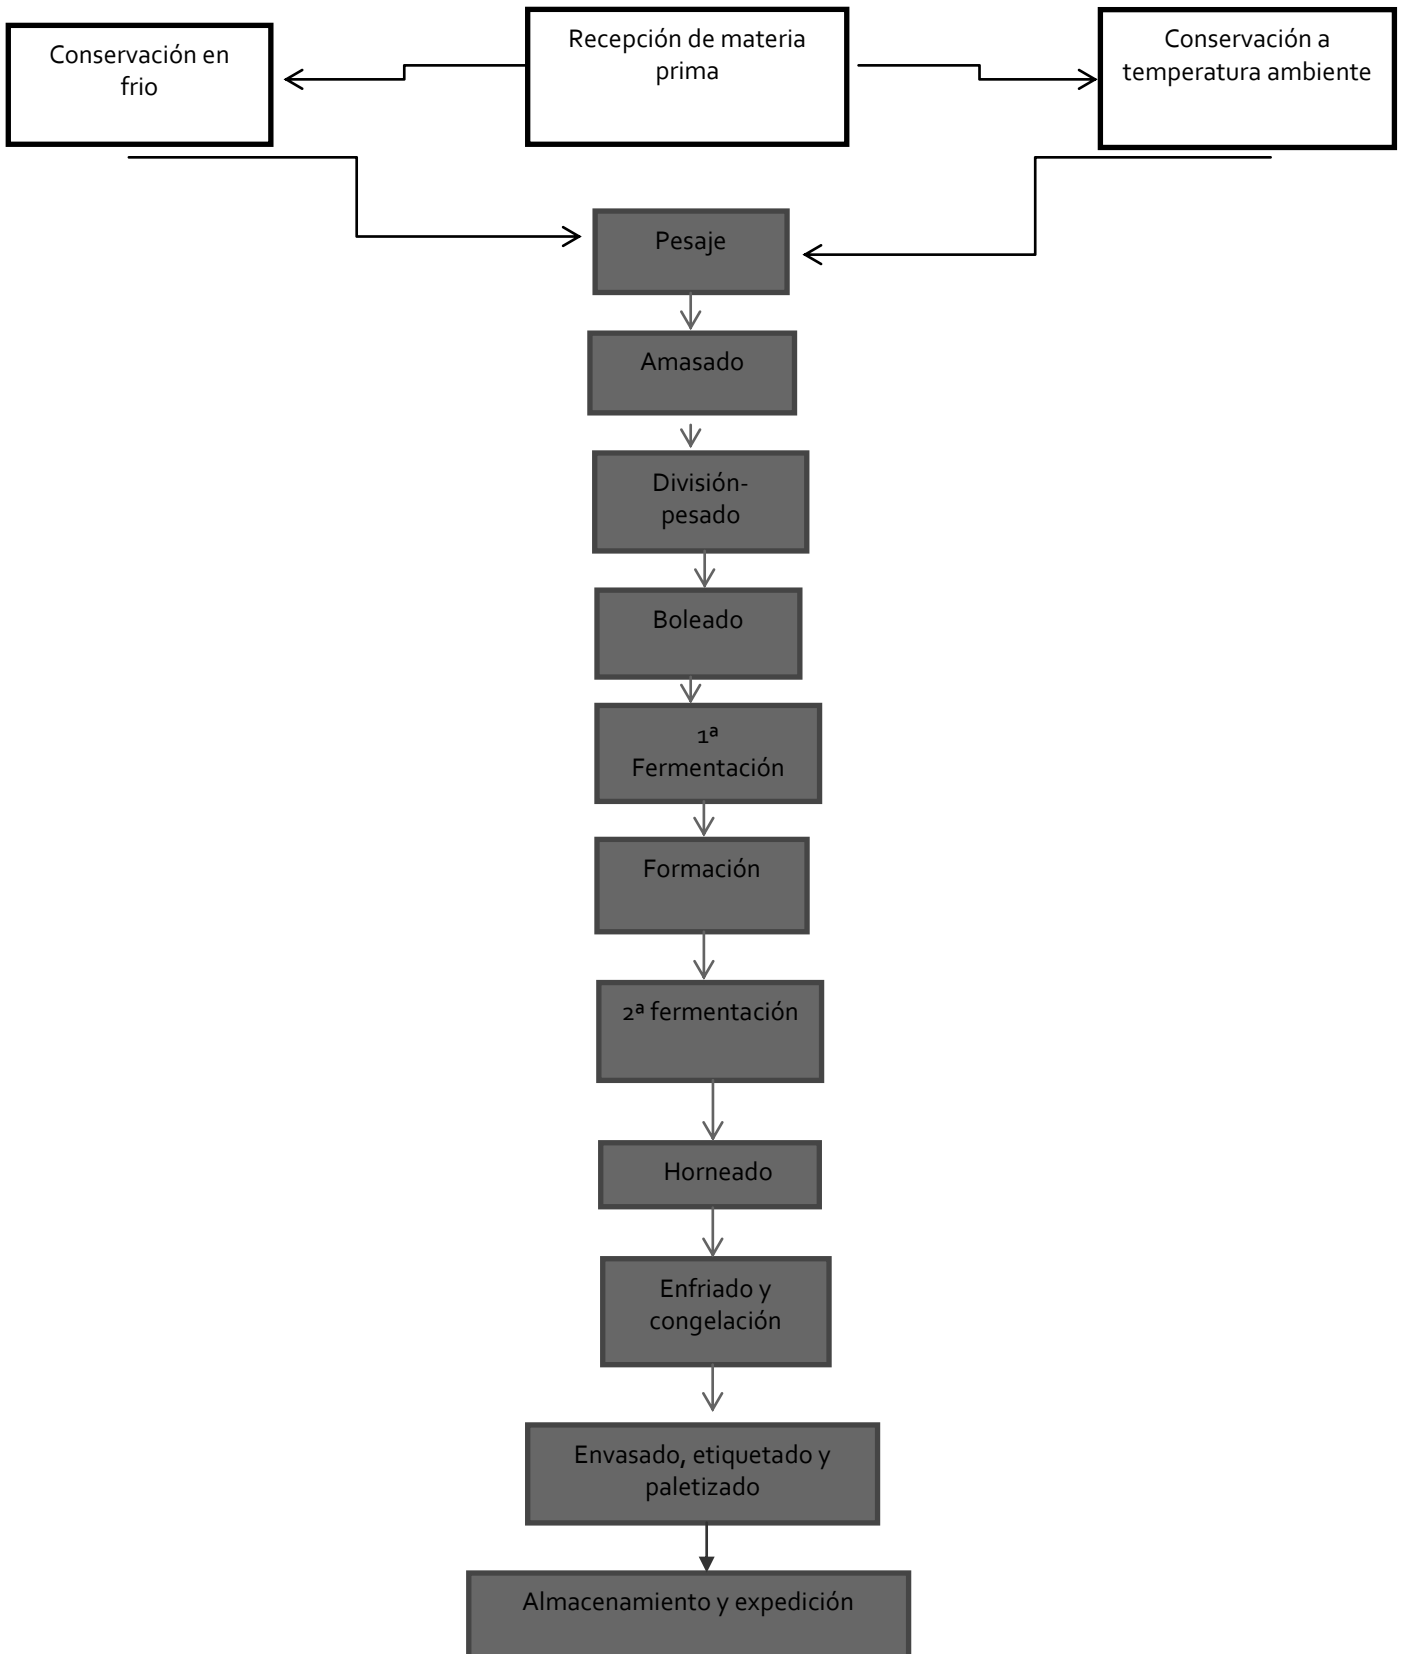 Conservación en
frio
Recepción de materia
prima
Conservación a
temperatura ambiente
Pesaje
Amasado
División-
pesado
Boleado
1ª
Fermentación
Formación
2ª fermentación
Horneado
Enfriado y
congelación
Envasado, etiquetado y
paletizado
Almacenamiento y expedición